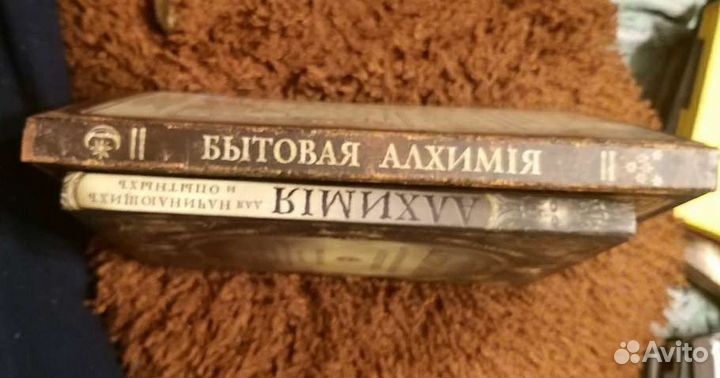 БЫТОВАЯ АЛХИМІЯ
АЛХИМІЯ
для начинающихъ
и опытныхъ
Avito